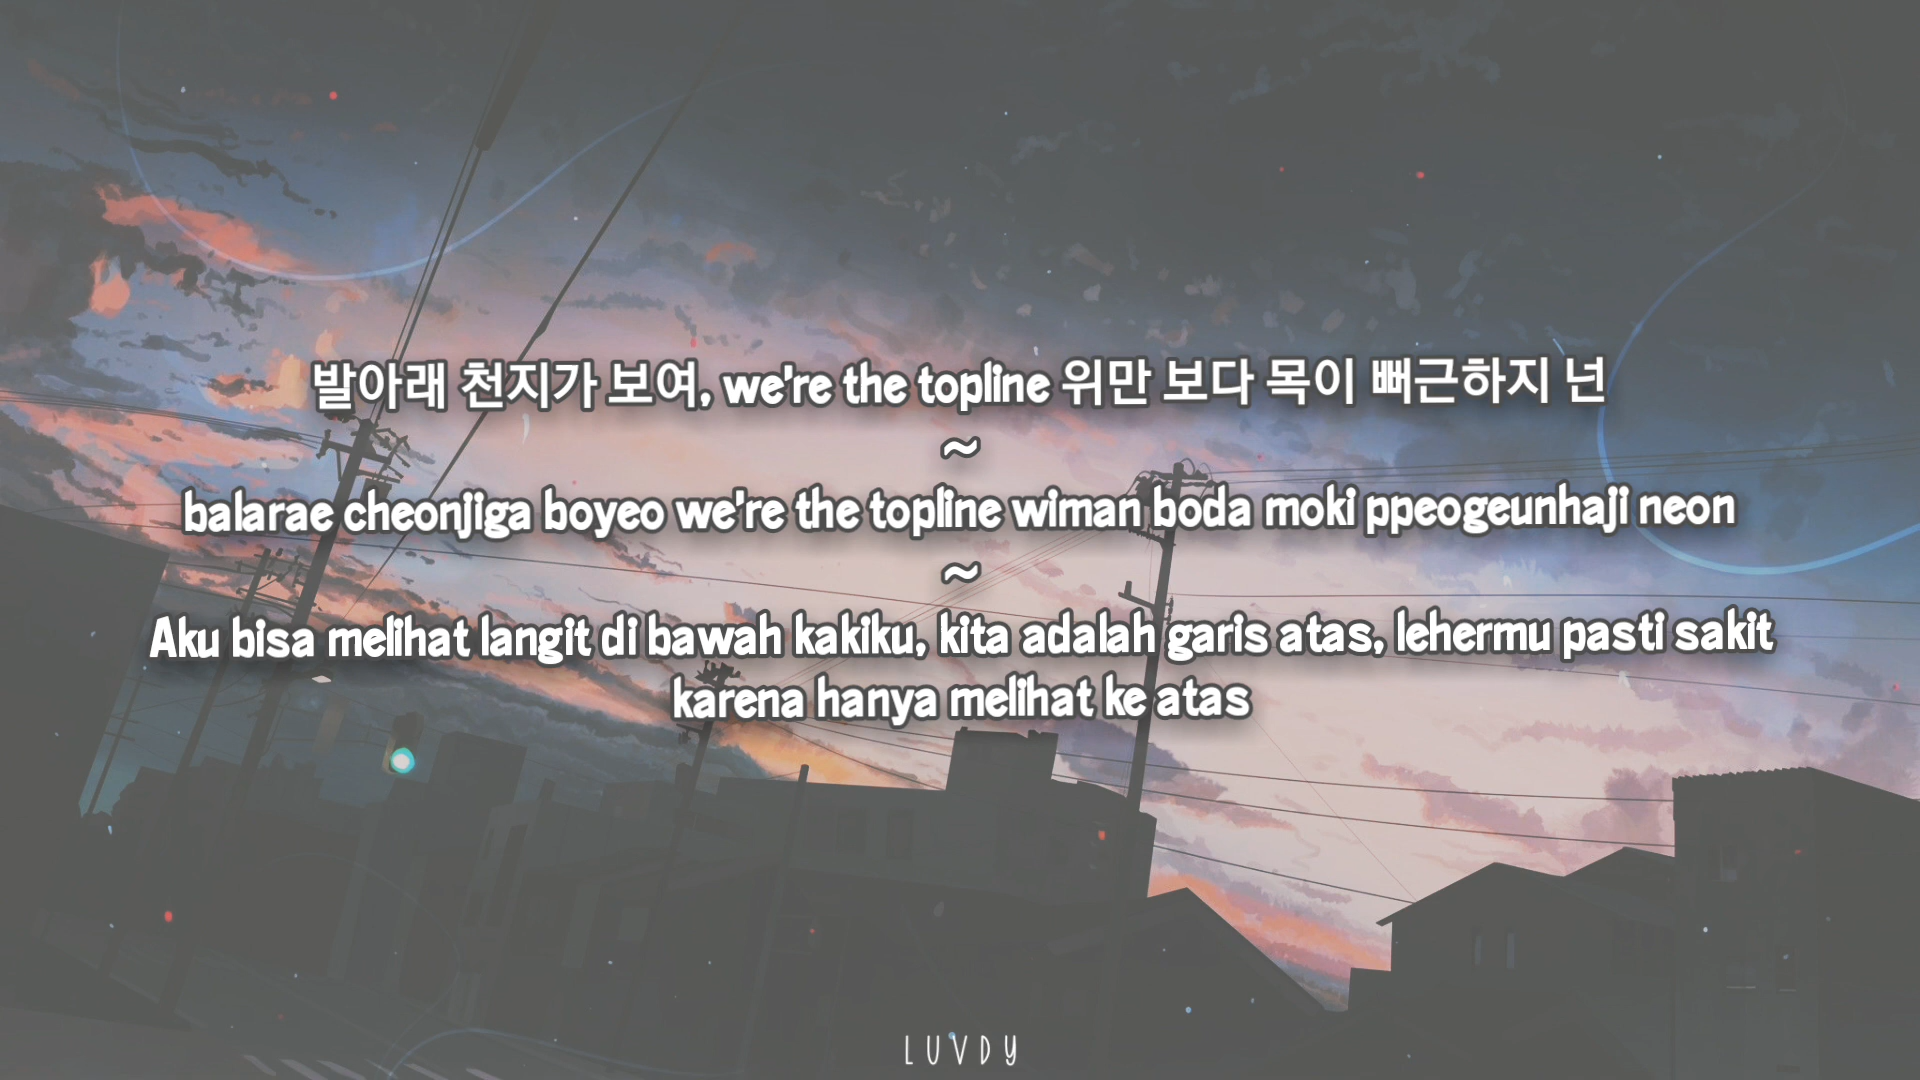 발아래 천지가 보여, we're the topline 위만 보다 목이 뻐근하지 넌
~
balarae cheonjiga boyeo we're the topline wiman boda moki ppeogeunhaji neon
~
Aku bisa melihat langit di bawah kakiku, kita adalah garis atas, lehermu pasti sakit
karena hanya melihat ke atas
LUVDY